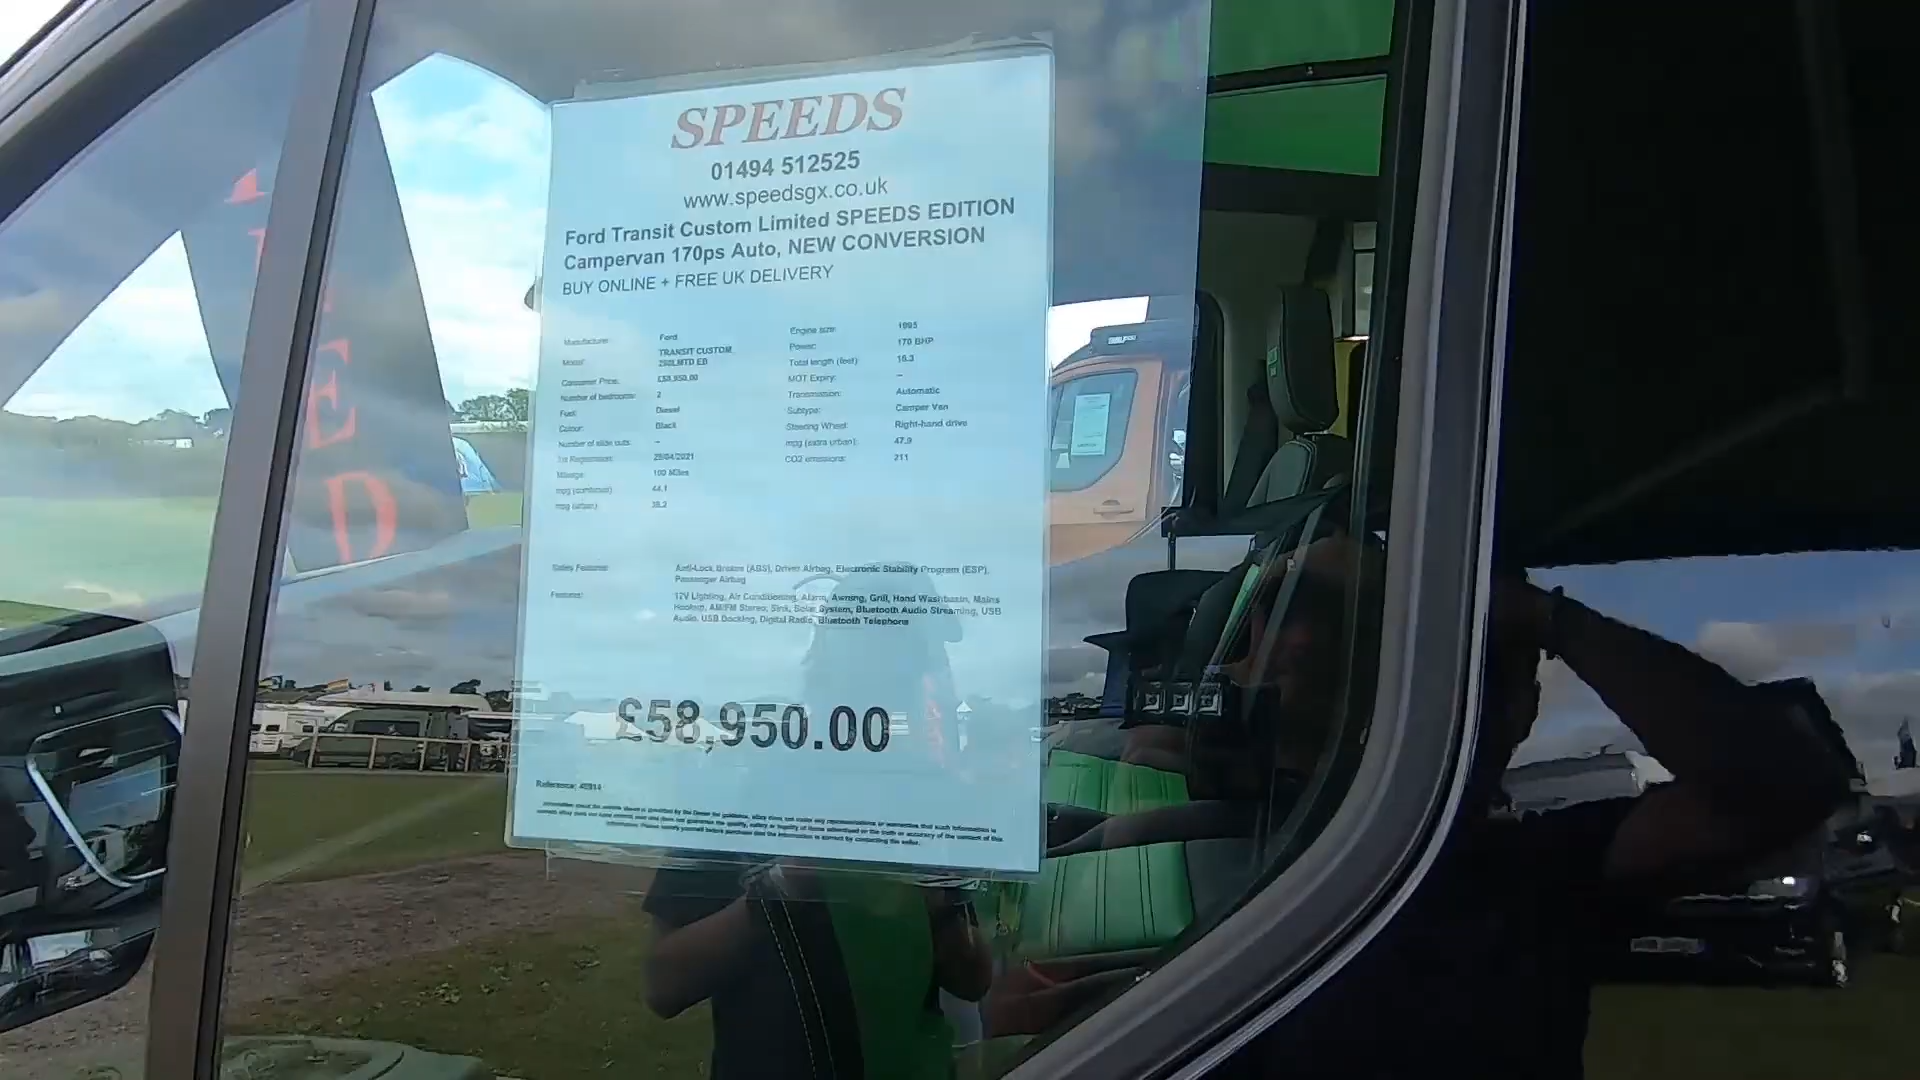 SPEEDS
01494 512525
www.speedsgx.co.uk
Ford Transit Custom Limited SPEEDS EDITION
Campervan 170ps Auto, NEW CONVERSION
BUY ONLINE + FREE UK DELIVERY
Manufacturer: Ford
Model: TRANSIT CUSTOM
Consumer Price: £58,950.00
Number of bedrooms: 2
Fuel: Diesel
Colour: Black
Number of slide outs: –
1st Registration: 29/04/2021
Mileage: 100 Miles
mpg (combined) 44.1
mpg (urban) 39.2
Engine size: 1995
Power: 170 BHP
Total length (feet) 16.3
MOT Expiry: –
Transmission: Automatic
Subtype: Camper Van
Steering Wheel: Right-hand drive
mpg (extra urban): 47.9
CO2 emissions: 211
Safety Features: Anti-Lock Brakes (ABS), Driver Airbag, Electronic Stability Program (ESP),
Passenger Airbag
Features: 12V Lighting, Air Conditioning, Alarm, Awning, Grill, Hand Washbasin, Mains
Hookup, AM/FM Stereo, Sink, Solar System, Bluetooth Audio Streaming, USB
Audio, USB Docking, Digital Radio, Bluetooth Telephone
£58,950.00
Reference:
E
D